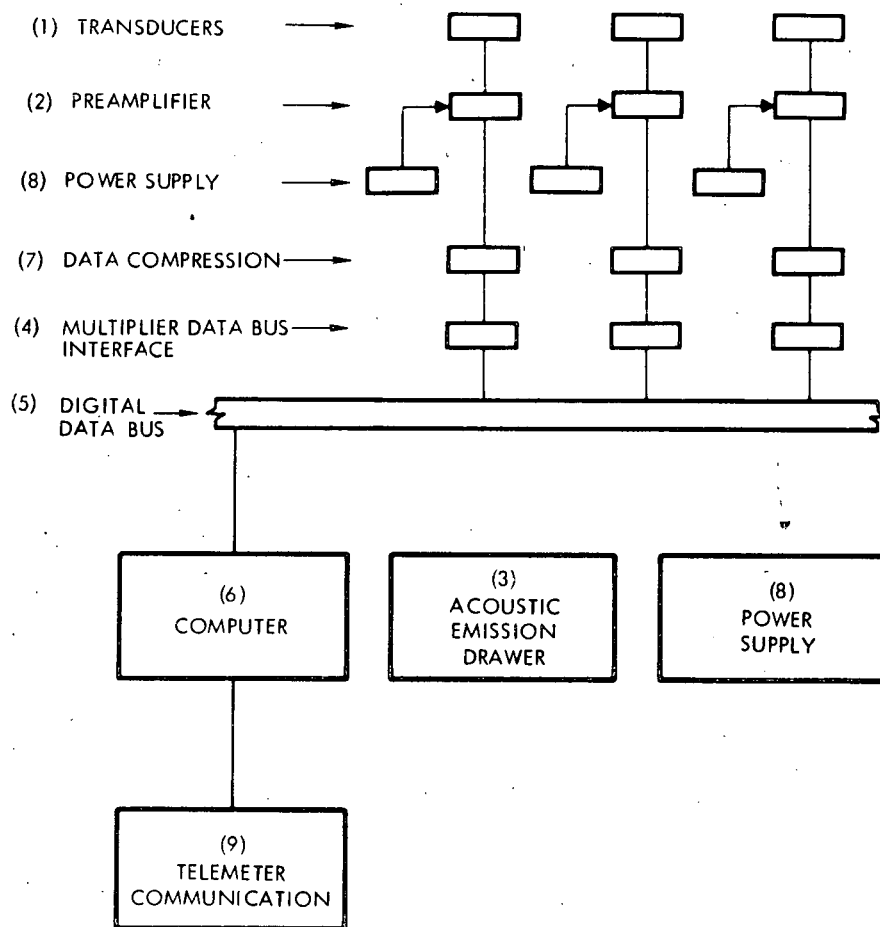 (1) TRANSDUCERS
(2) PREAMPLIFIER
(8) POWER SUPPLY
(7) DATA COMPRESSION
(4) MULTIPLIER DATA BUS
INTERFACE
(5) DIGITAL
DATA BUS
(6)
COMPUTER
(3)
ACOUSTIC
EMISSION
DRAWER
(8)
POWER
SUPPLY
(9)
TELEMETER
COMMUNICATION